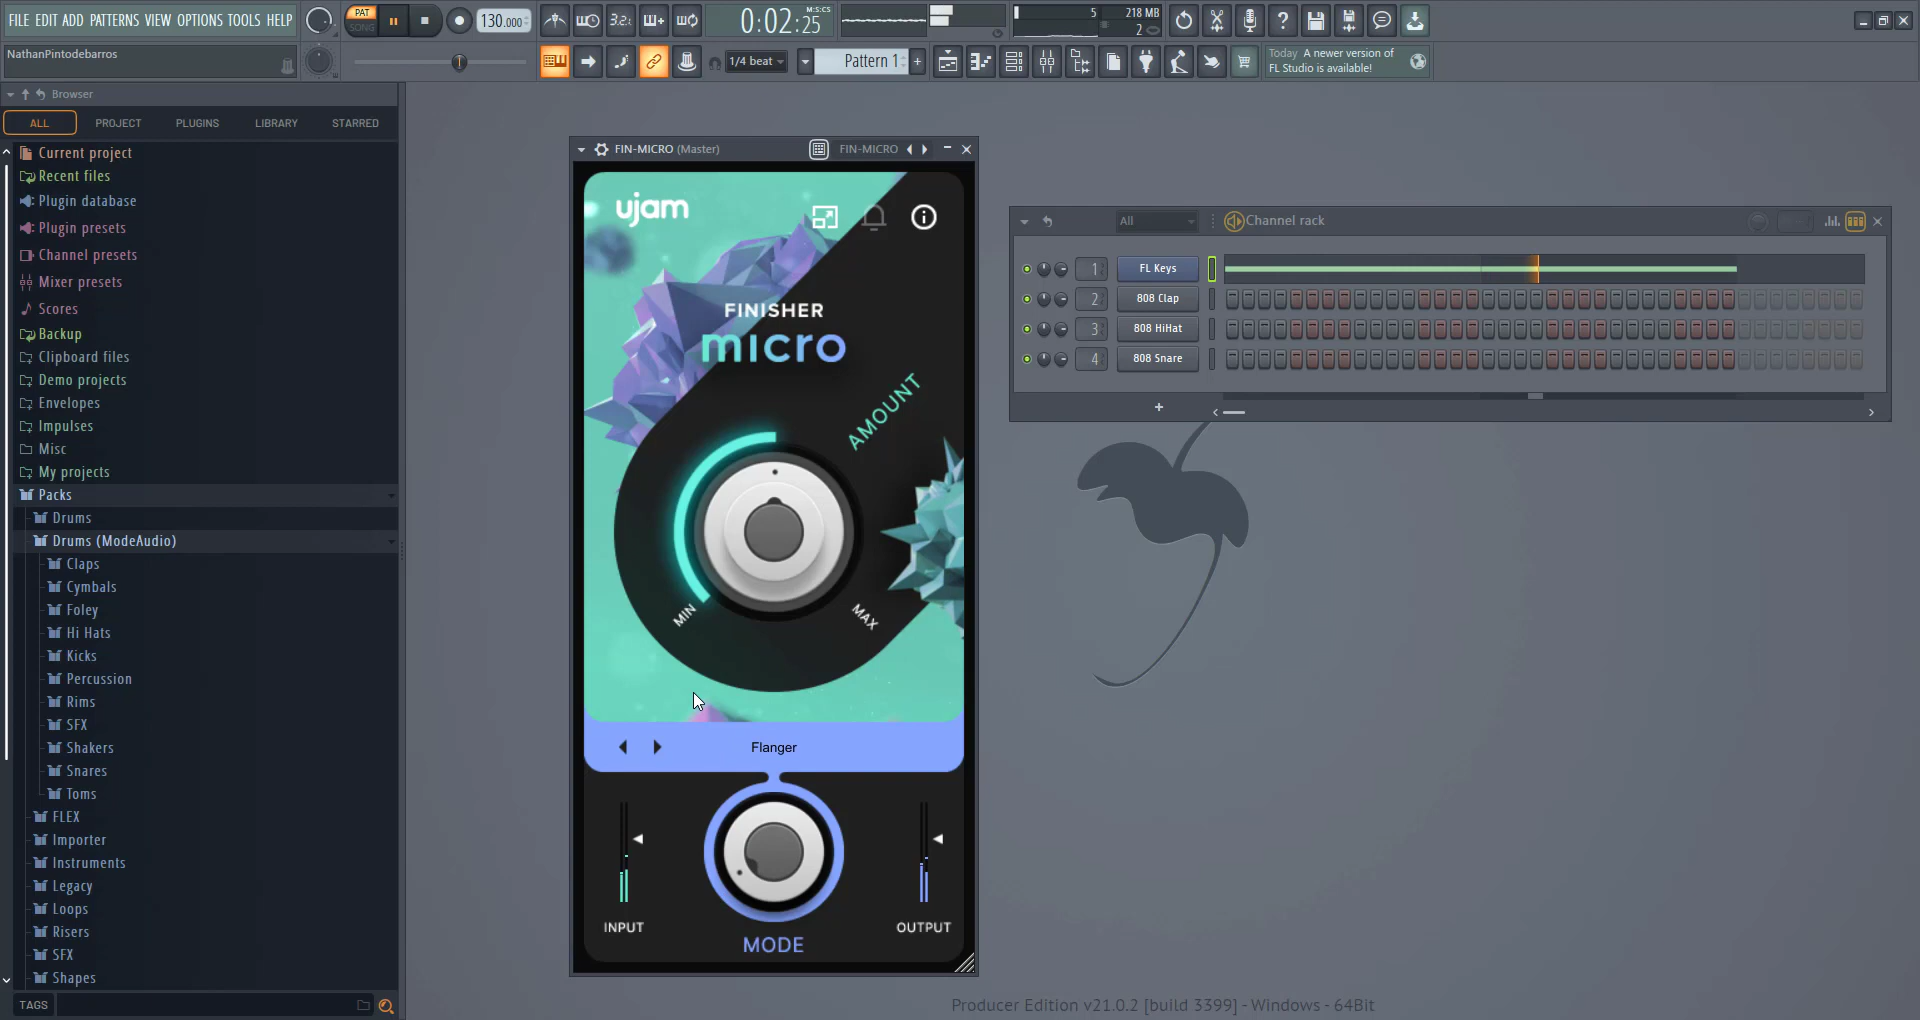 FILE EDIT ADD PATTERNS VIEW OPTIONS TOOLS HELP
PAT
SONG
130.000
3.2.
0:02:25
M:S:CS
5
218 MB
2
NathanPintodebarros
1/4 beat
Pattern 1
+
Today A newer version of
FL Studio is available!
Browser
ALL PROJECT PLUGINS LIBRARY STARRED
Current project
Recent files
Plugin database
Plugin presets
Channel presets
Mixer presets
Scores
Backup
Clipboard files
Demo projects
Envelopes
Impulses
Misc
My projects
Packs
Drums
Drums (ModeAudio)
Claps
Cymbals
Foley
Hi Hats
Kicks
Percussion
Rims
SFX
Shakers
Snares
Toms
FLEX
Importer
Instruments
Legacy
Loops
Risers
SFX
Shapes
TAGS
FIN-MICRO (Master)
FIN-MICRO
ujam
FINISHER
micro
AMOUNT
MIN
MAX
Flanger
INPUT
OUTPUT
MODE
All
Channel rack
1 FL Keys
2 808 Clap
3 808 HiHat
4 808 Snare
+
Producer Edition v21.0.2 [build 3399] - Windows - 64Bit